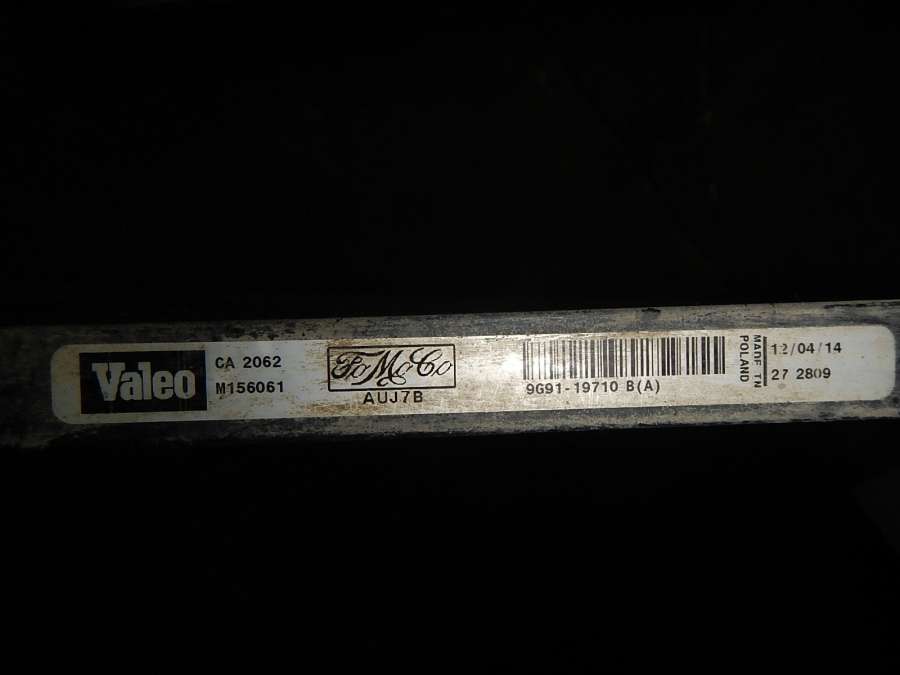 Valeo
CA 2062
M156061
FoMoCo
AUJ7B
9G91-19710 B(A)
MADE IN
POLAND
12/04/14
27 2809